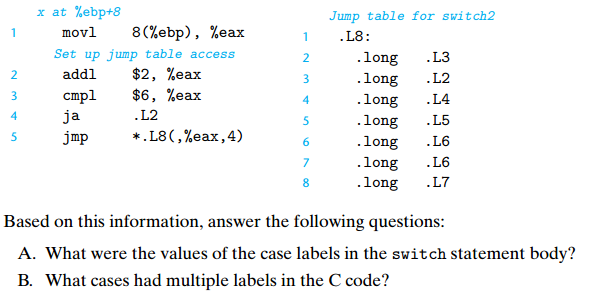 x at %ebp+8
1 movl 8(%ebp), %eax
Set up jump table access
2 addl $2, %eax
3 cmpl $6, %eax
4 ja .L2
5 jmp *.L8(,%eax,4)
Jump table for switch2
1 .L8:
2 .long .L3
3 .long .L2
4 .long .L4
5 .long .L5
6 .long .L6
7 .long .L6
8 .long .L7
Based on this information, answer the following questions:
A. What were the values of the case labels in the switch statement body?
B. What cases had multiple labels in the C code?